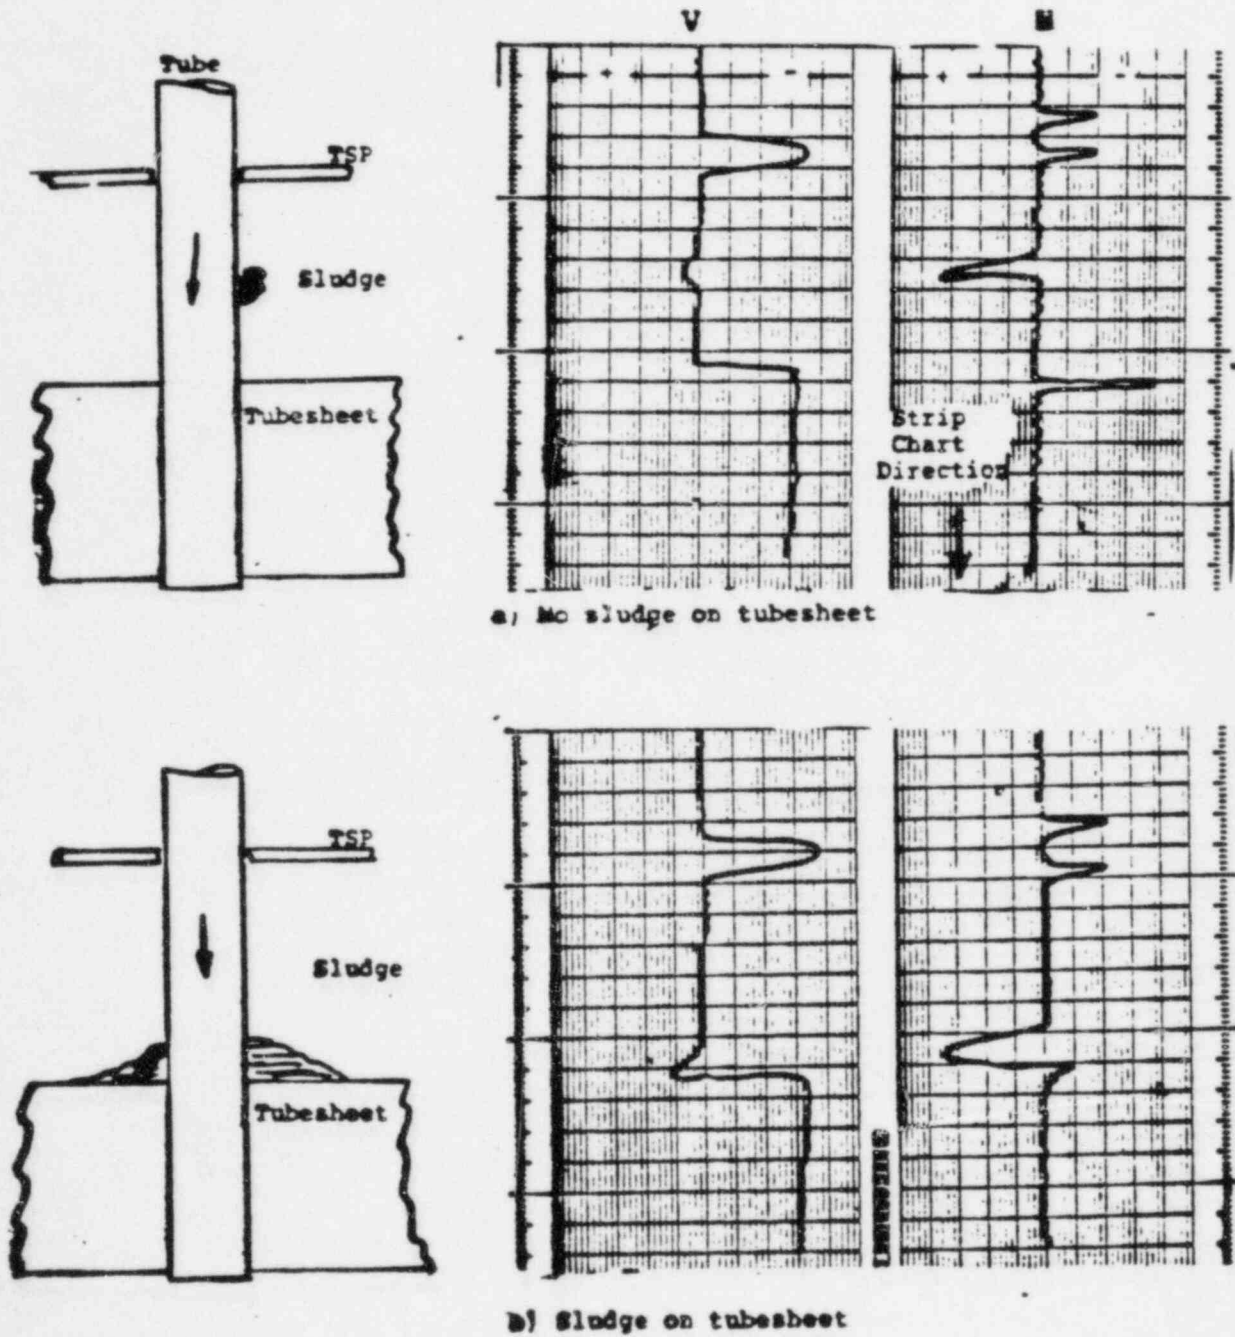 V H
Tube
+ - + -
TSP
Sludge
Tubesheet
Strip
Chart
Direction
a) No sludge on tubesheet
TSP
Sludge
Tubesheet
b) Sludge on tubesheet